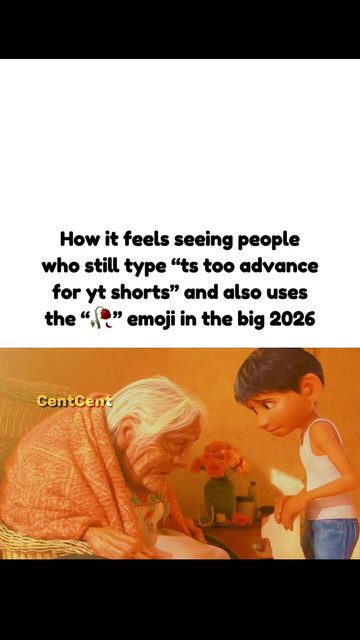 How it feels seeing people
who still type “ts too advance
for yt shorts” and also uses
the “🥀” emoji in the big 2026
CentCent